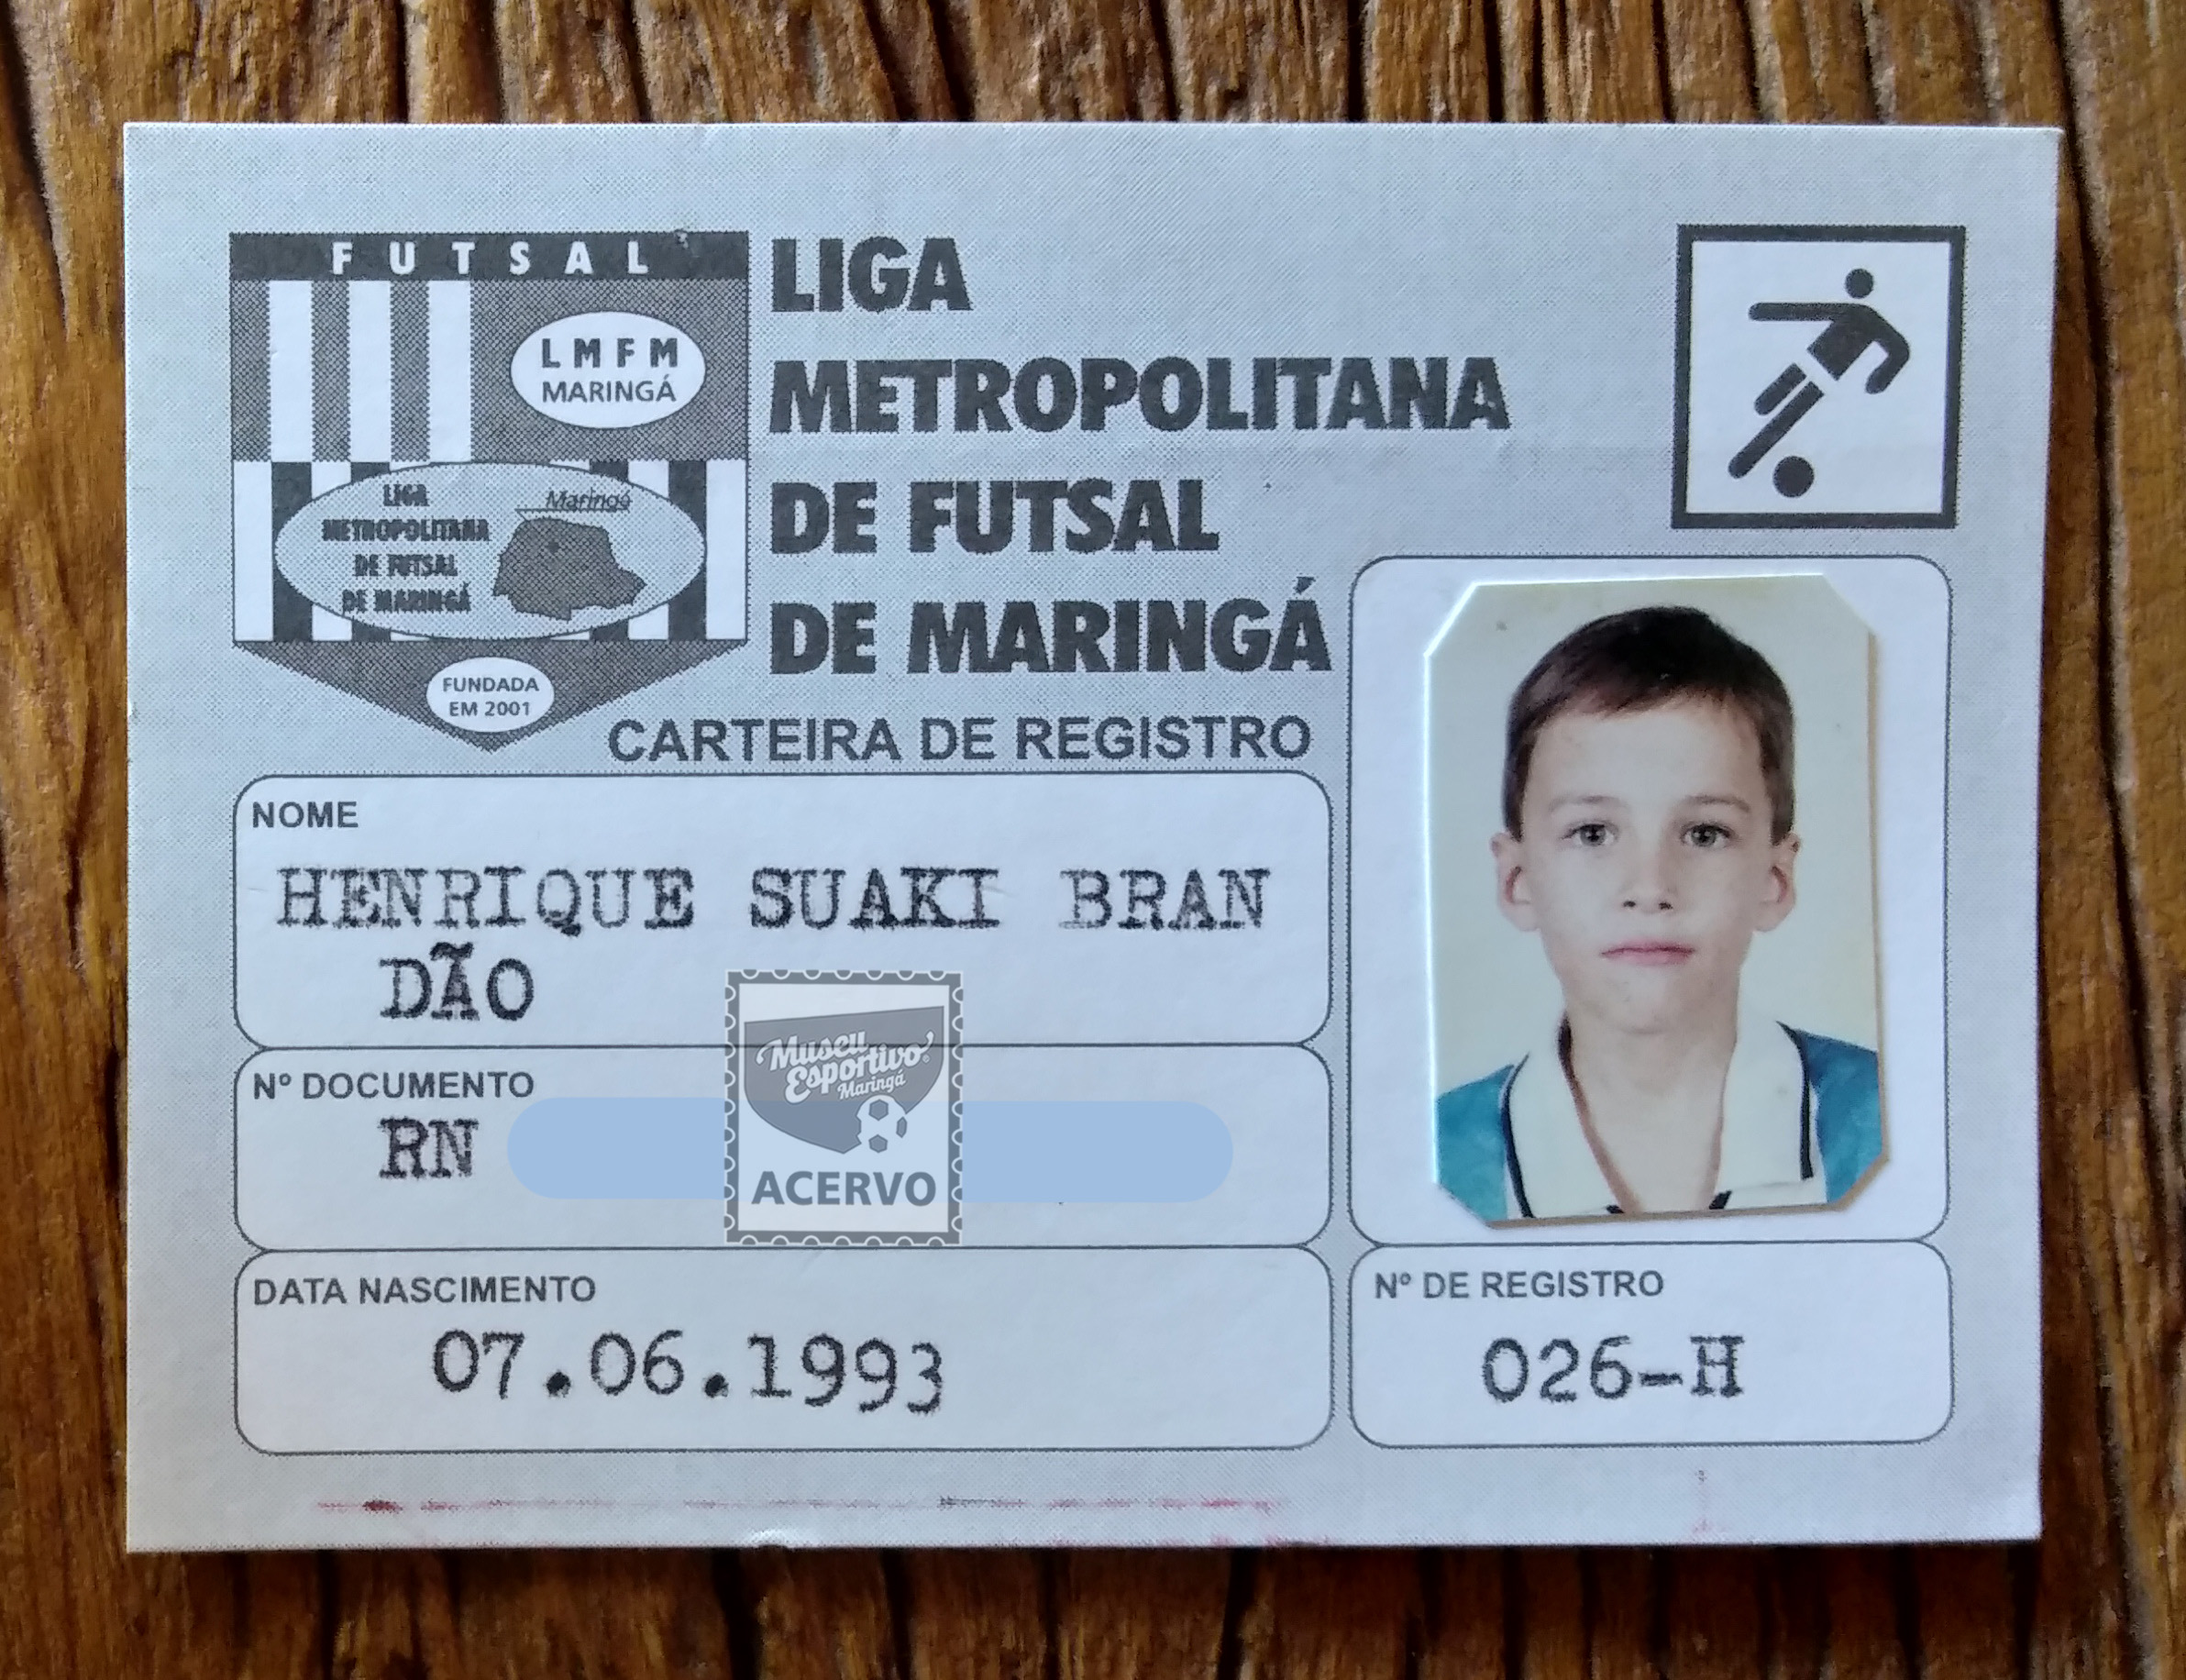 FUTSAL
LMFM
MARINGÁ
LIGA
METROPOLITANA
DE FUTSAL
DE MARINGÁ
Maringá
FUNDADA
EM 2001
LIGA
METROPOLITANA
DE FUTSAL
DE MARINGÁ
CARTEIRA DE REGISTRO
NOME
HENRIQUE SUAKI BRAN
DÃO
Nº DOCUMENTO
RN
Museu
Esportivo
Maringá
ACERVO
DATA NASCIMENTO
07.06.1993
Nº DE REGISTRO
026-H